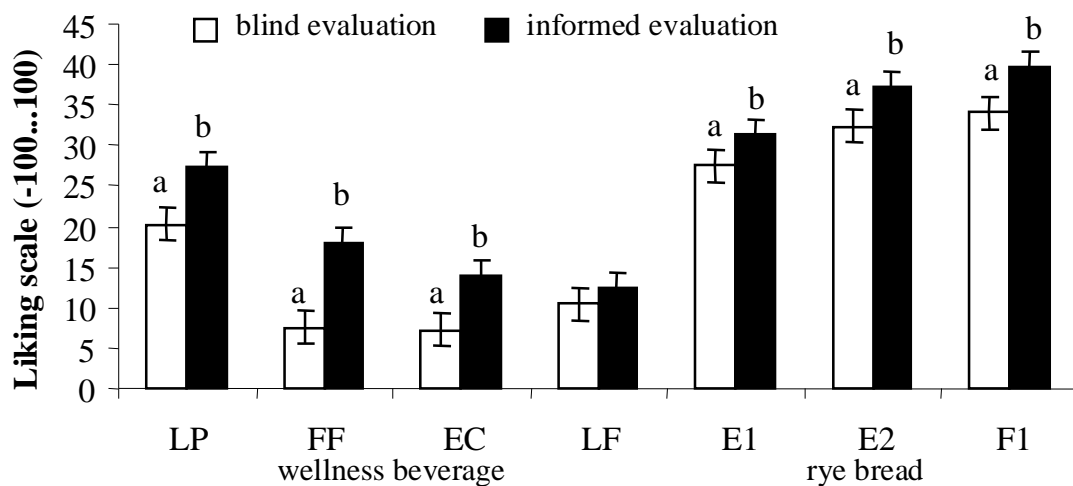 blind evaluation informed evaluation
Liking scale (-100...100)
45
40
35
30
25
20
15
10
5
0
a b a b a b a b a b a b
LP FF EC LF E1 E2 F1
wellness beverage rye bread